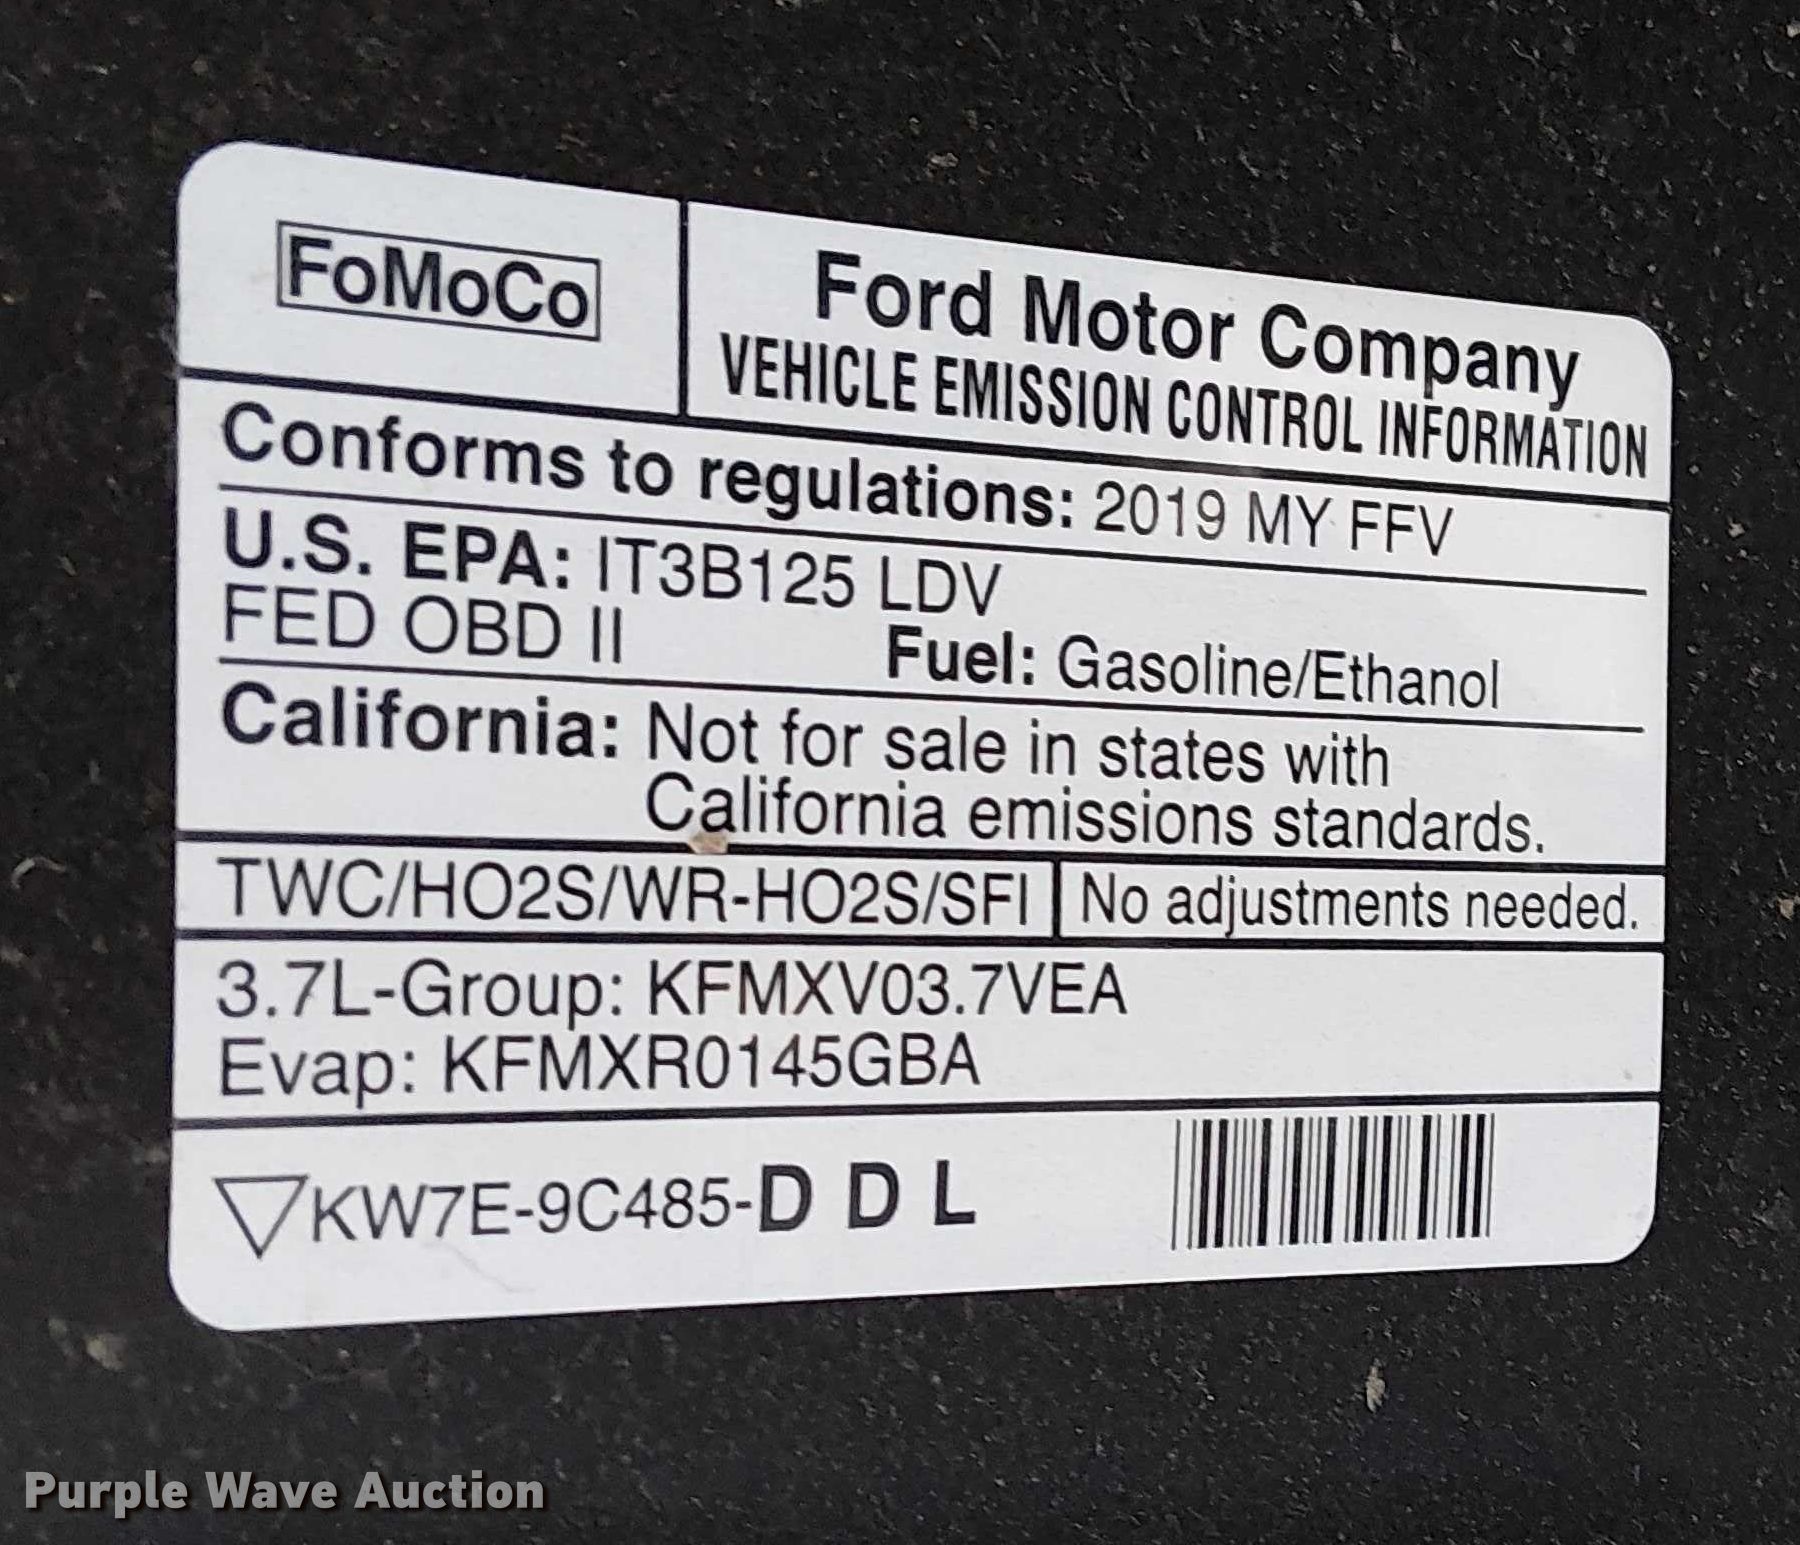 FoMoCo
Ford Motor Company
VEHICLE EMISSION CONTROL INFORMATION
Conforms to regulations: 2019 MY FFV
U.S. EPA: IT3B125 LDV
FED OBD II Fuel: Gasoline/Ethanol
California: Not for sale in states with
California emissions standards.
TWC/HO2S/WR-HO2S/SFI No adjustments needed.
3.7L-Group: KFMXV03.7VEA
Evap: KFMXR0145GBA
KW7E-9C485-D D L
Purple Wave Auction